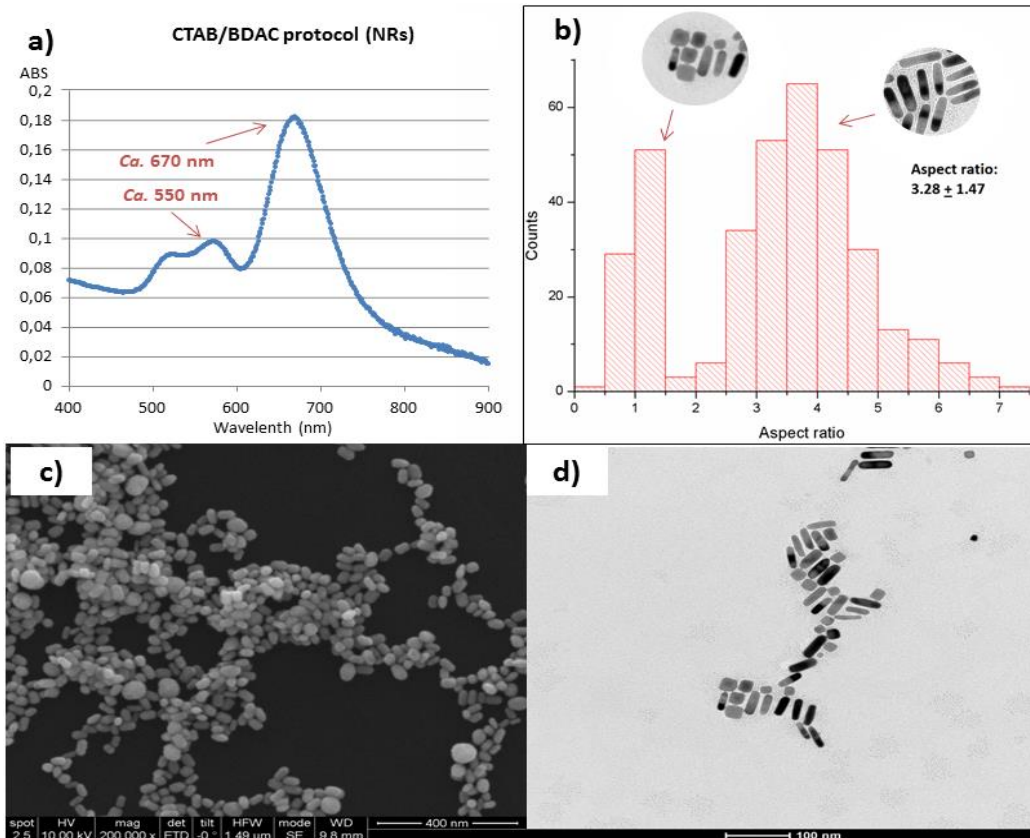 a)
CTAB/BDAC protocol (NRs)
ABS
0,2
0,18
0,16
0,14
0,12
0,1
0,08
0,06
0,04
0,02
0
Ca. 670 nm
Ca. 550 nm
400 500 600 700 800 900
Wavelenth (nm)
b)
Counts
60
40
20
0
Aspect ratio:
3.28 ± 1.47
0 1 2 3 4 5 6 7
Aspect ratio
c)
spot HV mag det tilt HFW mode WD 400 nm
2.5 10.00 kV 200 000 x ETD -0 ° 1.49 µm SE 9.8 mm
d)
100 nm